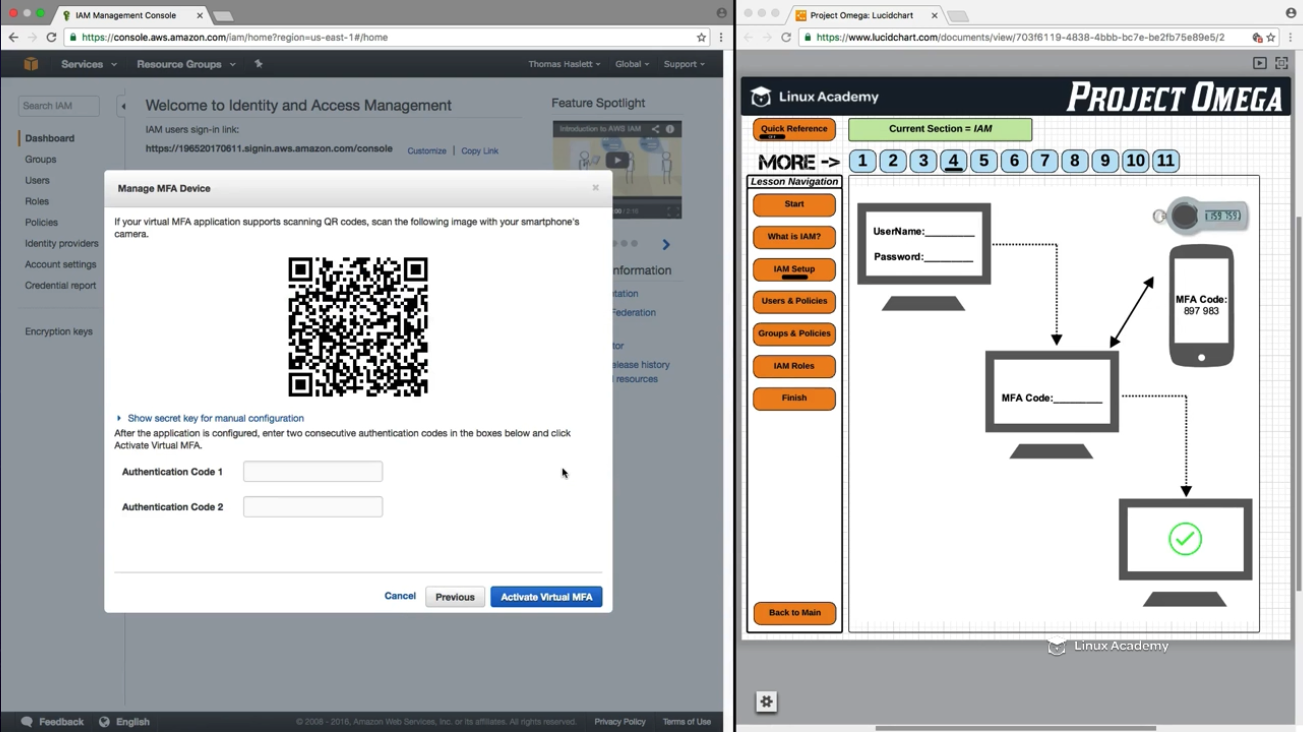 IAM Management Console
https://console.aws.amazon.com/iam/home?region=us-east-1#/home
Services
Resource Groups
Thomas Haslett
Global
Support
Search IAM
Dashboard
Groups
Users
Roles
Policies
Identity providers
Account settings
Credential report
Encryption keys
Welcome to Identity and Access Management
IAM users sign-in link:
https://196520170611.signin.aws.amazon.com/console
Customize
Copy Link
Feature Spotlight
Introduction to AWS IAM
Manage MFA Device
If your virtual MFA application supports scanning QR codes, scan the following image with your smartphone's
camera.
Show secret key for manual configuration
After the application is configured, enter two consecutive authentication codes in the boxes below and click
Activate Virtual MFA.
Authentication Code 1
Authentication Code 2
Cancel
Previous
Activate Virtual MFA
Feedback
English
© 2008 - 2016, Amazon Web Services, Inc. or its affiliates. All rights reserved.
Privacy Policy
Terms of Use
Project Omega: Lucidchart
https://www.lucidchart.com/documents/view/703f6119-4838-4bbb-bc7e-be2fb75e89e5/2
Linux Academy
PROJECT OMEGA
Quick Reference
Current Section = IAM
MORE ->
1 2 3 4 5 6 7 8 9 10 11
Lesson Navigation
Start
What is IAM?
IAM Setup
Users & Policies
Groups & Policies
IAM Roles
Finish
Back to Main
UserName:_________
Password:________
159 759
MFA Code:
897 983
MFA Code:________
Linux Academy